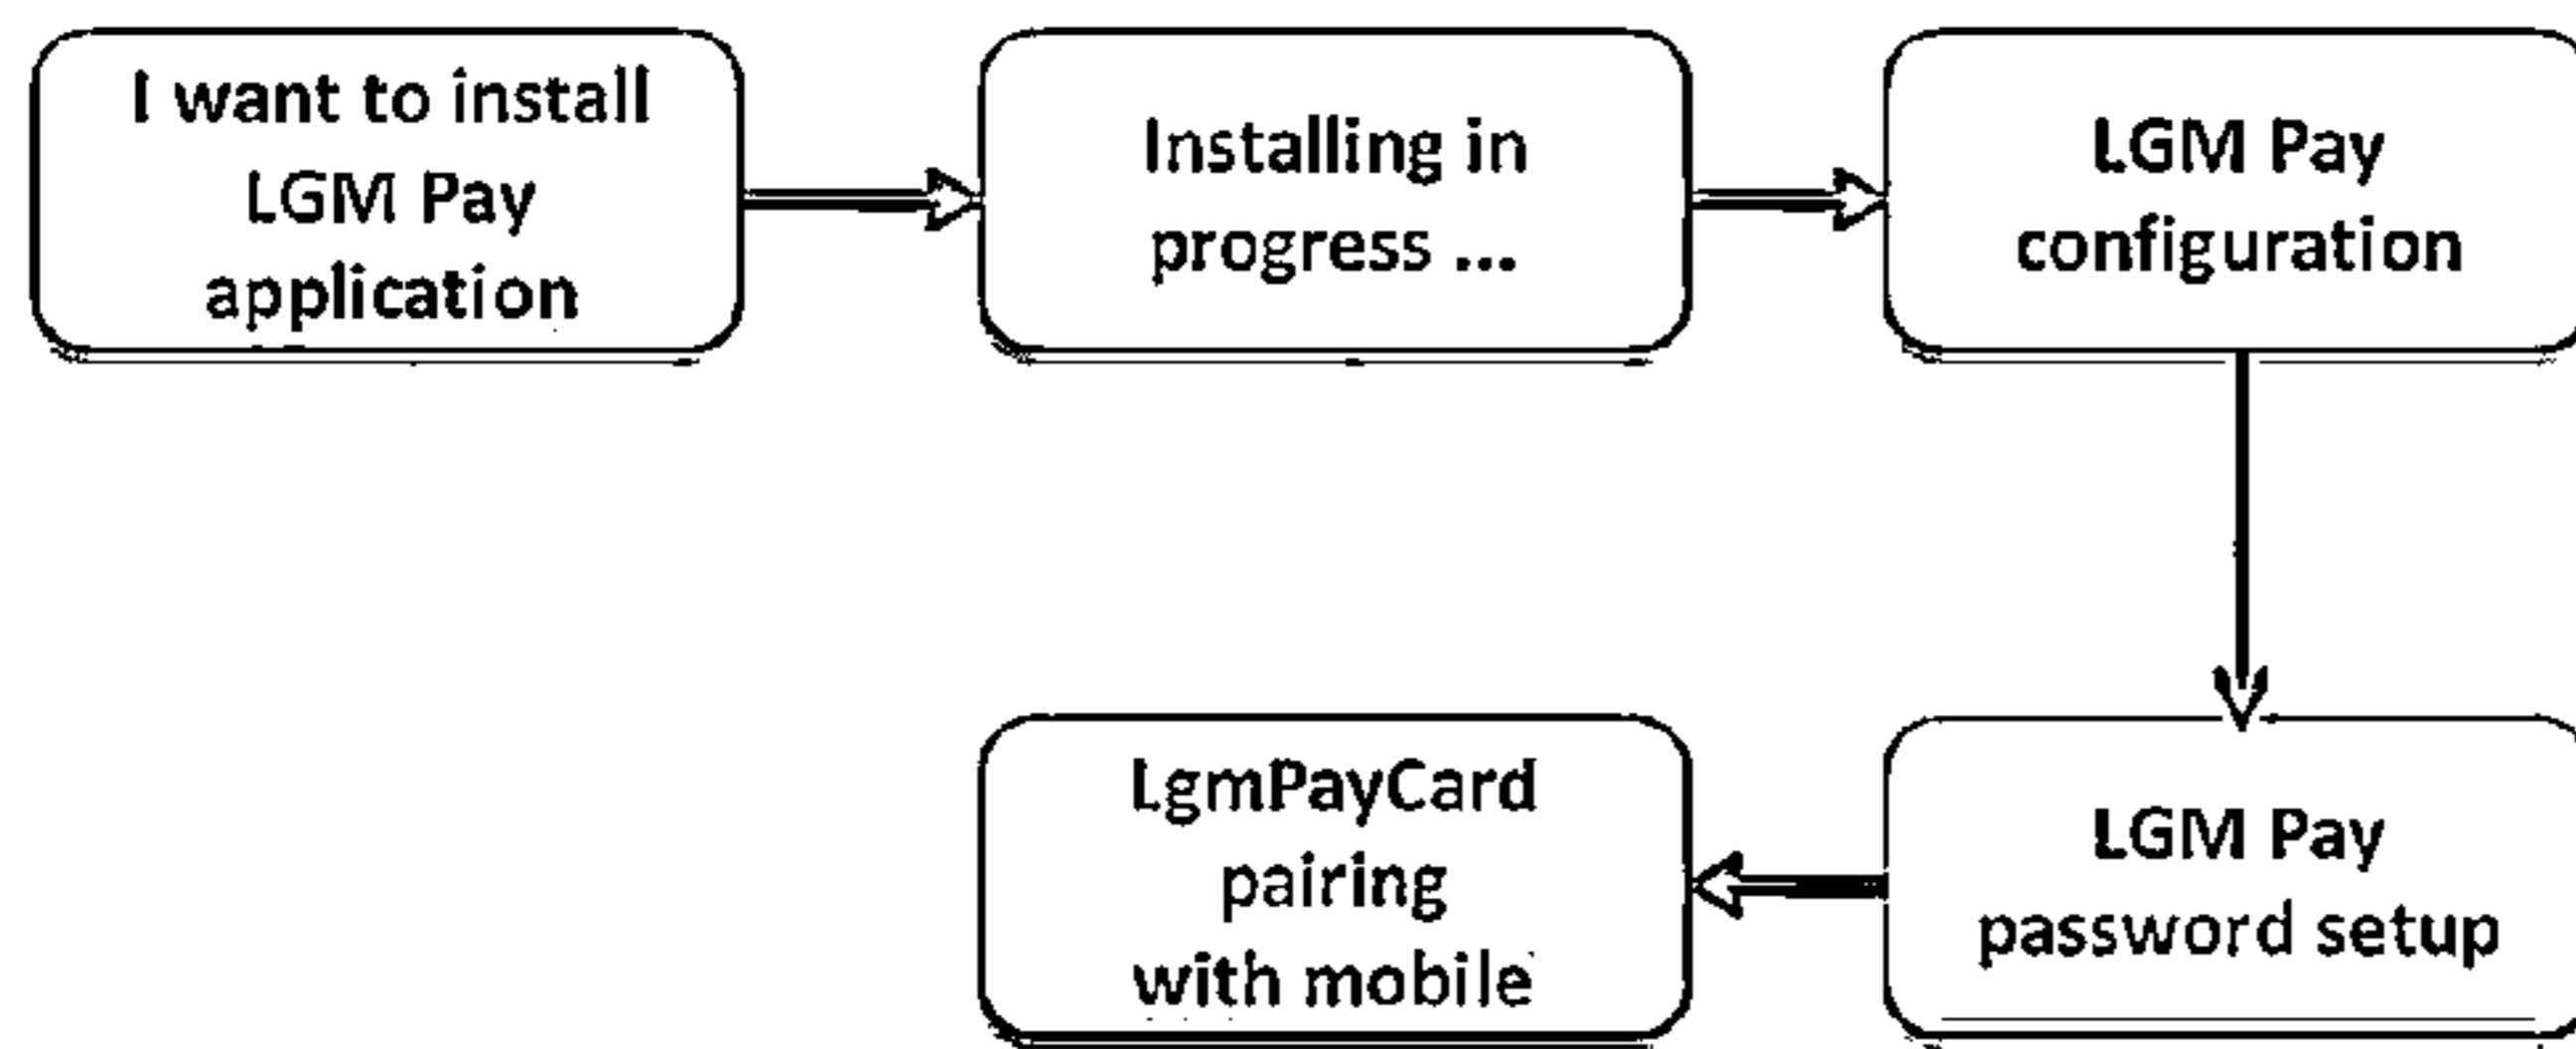 I want to install
LGM Pay
application
Installing in
progress ...
LGM Pay
configuration
LGM Pay
password setup
LgmPayCard
pairing
with mobile